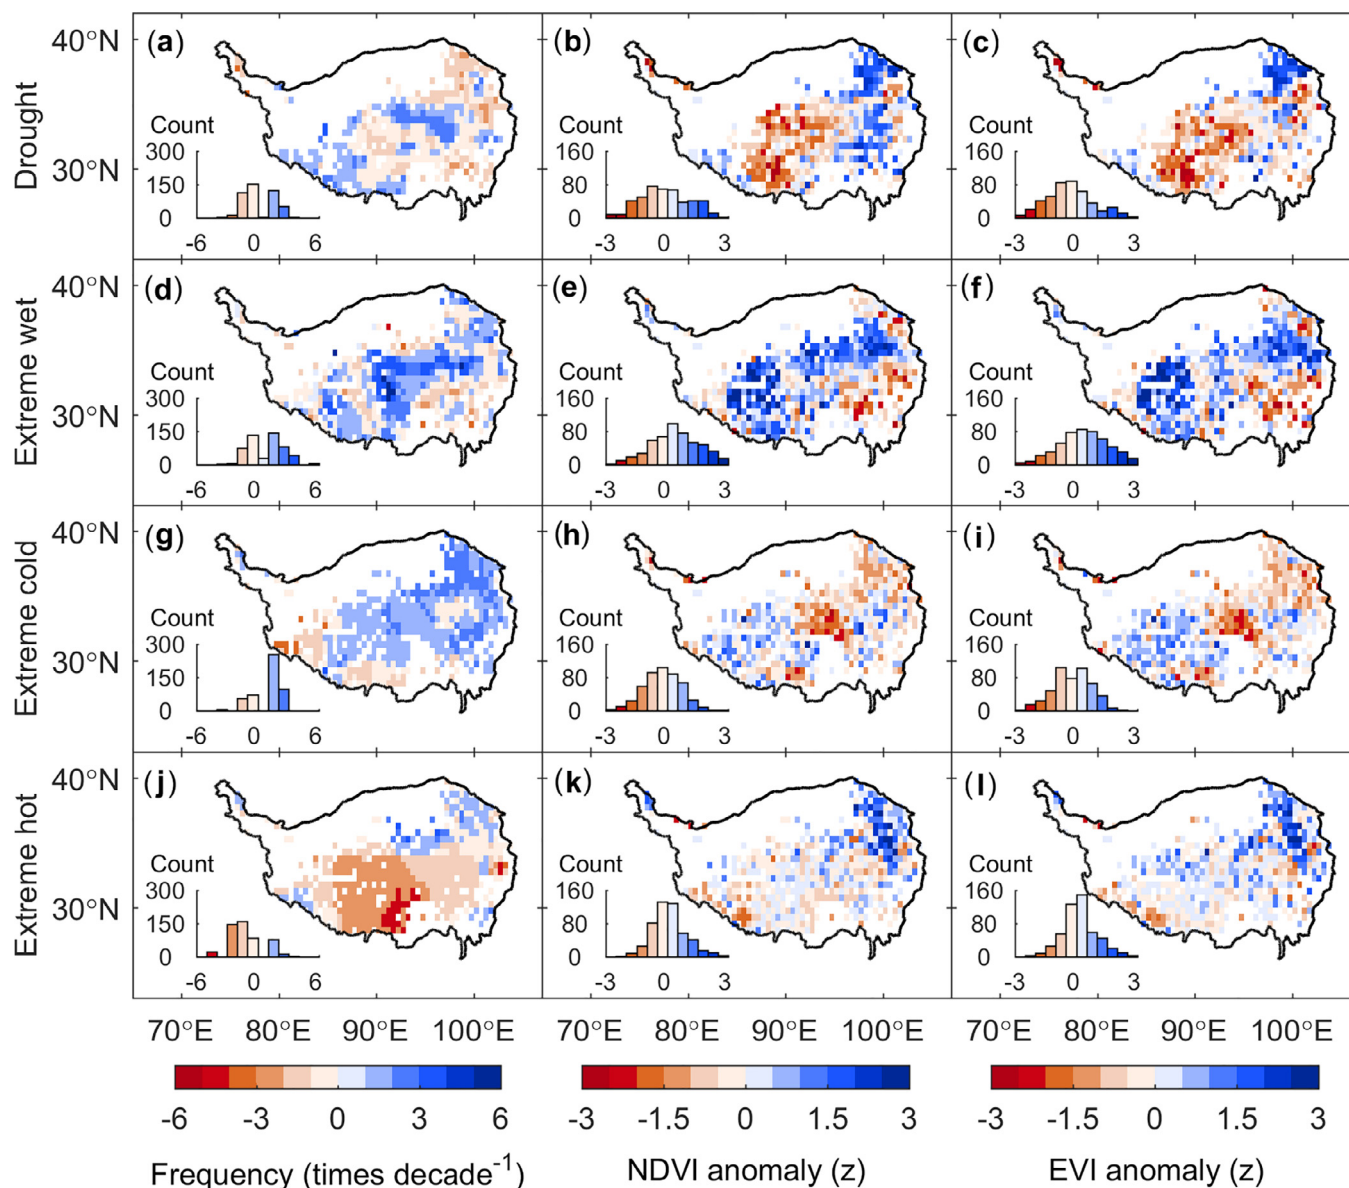 Drought
40°N
30°N
(a)
Count
300
150
0
-6 0 6
(b)
Count
160
80
0
-3 0 3
(c)
Count
160
80
0
-3 0 3
Extreme wet
40°N
30°N
(d)
Count
300
150
0
-6 0 6
(e)
Count
160
80
0
-3 0 3
(f)
Count
160
80
0
-3 0 3
Extreme cold
40°N
30°N
(g)
Count
300
150
0
-6 0 6
(h)
Count
160
80
0
-3 0 3
(i)
Count
160
80
0
-3 0 3
Extreme hot
40°N
30°N
(j)
Count
300
150
0
-6 0 6
(k)
Count
160
80
0
-3 0 3
(l)
Count
160
80
0
-3 0 3
70°E 80°E 90°E 100°E 70°E 80°E 90°E 100°E 70°E 80°E 90°E 100°E
-6 -3 0 3 6
-3 -1.5 0 1.5 3
-3 -1.5 0 1.5 3
Frequency (times decade⁻¹)
NDVI anomaly (z)
EVI anomaly (z)